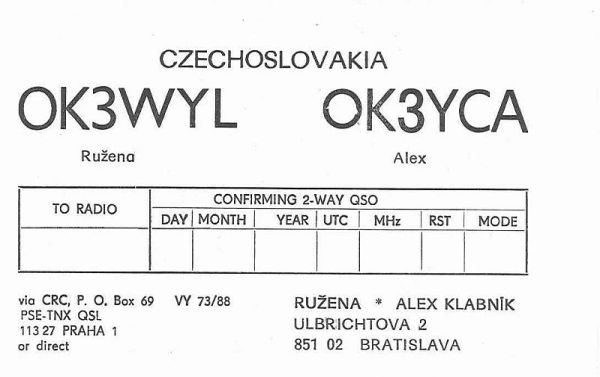 CZECHOSLOVAKIA
OK3WYL OK3YCA
Ružena Alex
TO RADIO
CONFIRMING 2-WAY QSO
DAY MONTH YEAR UTC MHz RST MODE
via CRC, P. O. Box 69 VY 73/88
PSE-TNX QSL
113 27 PRAHA 1
or direct
RUŽENA * ALEX KLABNÍK
ULBRICHTOVA 2
851 02 BRATISLAVA